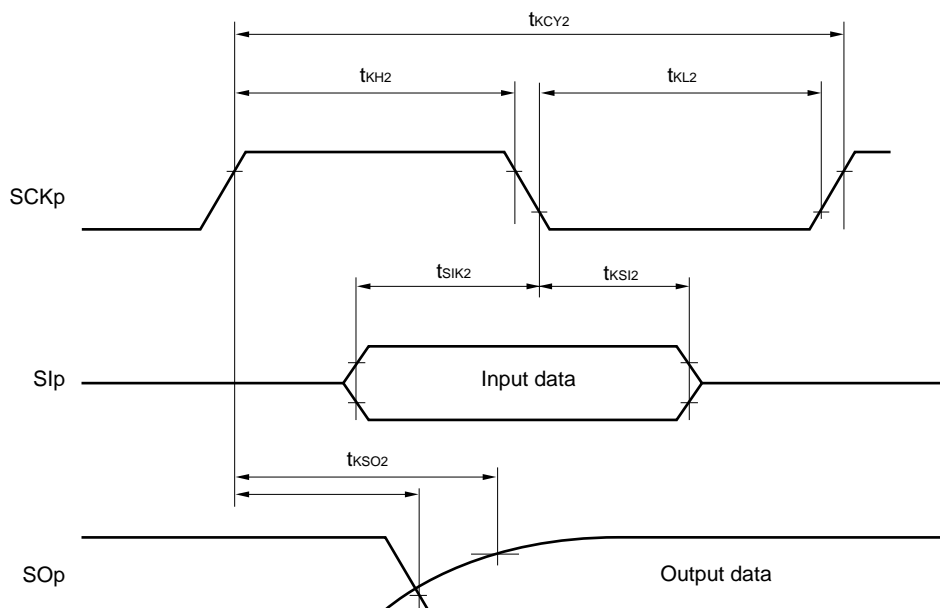 tKCY2
tKH2
tKL2
SCKp
tSIK2
tKSI2
SIp
Input data
tKSO2
SOp
Output data